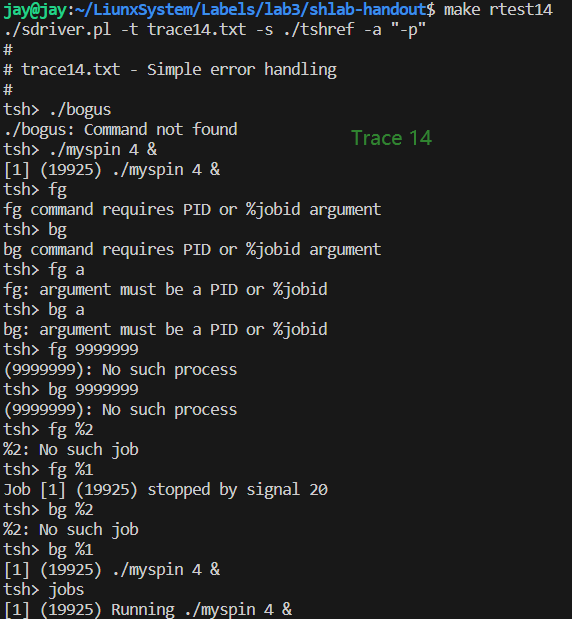 jay@jay:~/LiunxSystem/Labels/lab3/shlab-handout$ make rtest14
./sdriver.pl -t trace14.txt -s ./tshref -a "-p"
#
# trace14.txt - Simple error handling
#
tsh> ./bogus
./bogus: Command not found
Trace 14
tsh> ./myspin 4 &
[1] (19925) ./myspin 4 &
tsh> fg
fg command requires PID or %jobid argument
tsh> bg
bg command requires PID or %jobid argument
tsh> fg a
fg: argument must be a PID or %jobid
tsh> bg a
bg: argument must be a PID or %jobid
tsh> fg 9999999
(9999999): No such process
tsh> bg 9999999
(9999999): No such process
tsh> fg %2
%2: No such job
tsh> fg %1
Job [1] (19925) stopped by signal 20
tsh> bg %2
%2: No such job
tsh> bg %1
[1] (19925) ./myspin 4 &
tsh> jobs
[1] (19925) Running ./myspin 4 &